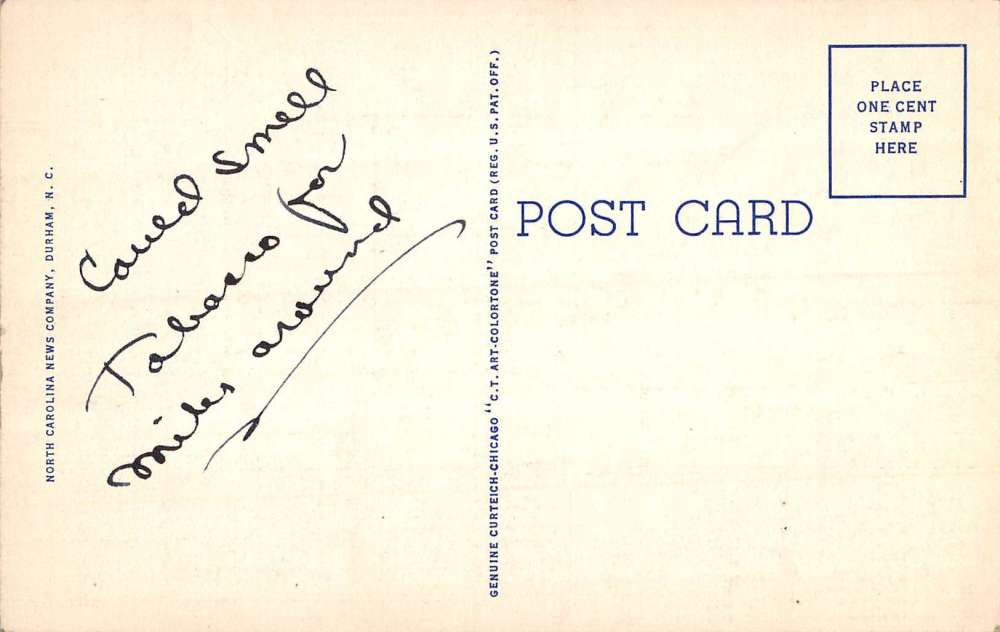 NORTH CAROLINA NEWS COMPANY, DURHAM, N. C.
Could Smell
Tobacco for
miles around
GENUINE CURTEICH-CHICAGO "C.T. ART-COLORTONE" POST CARD (REG. U.S. PAT. OFF.)
POST CARD
PLACE
ONE CENT
STAMP
HERE